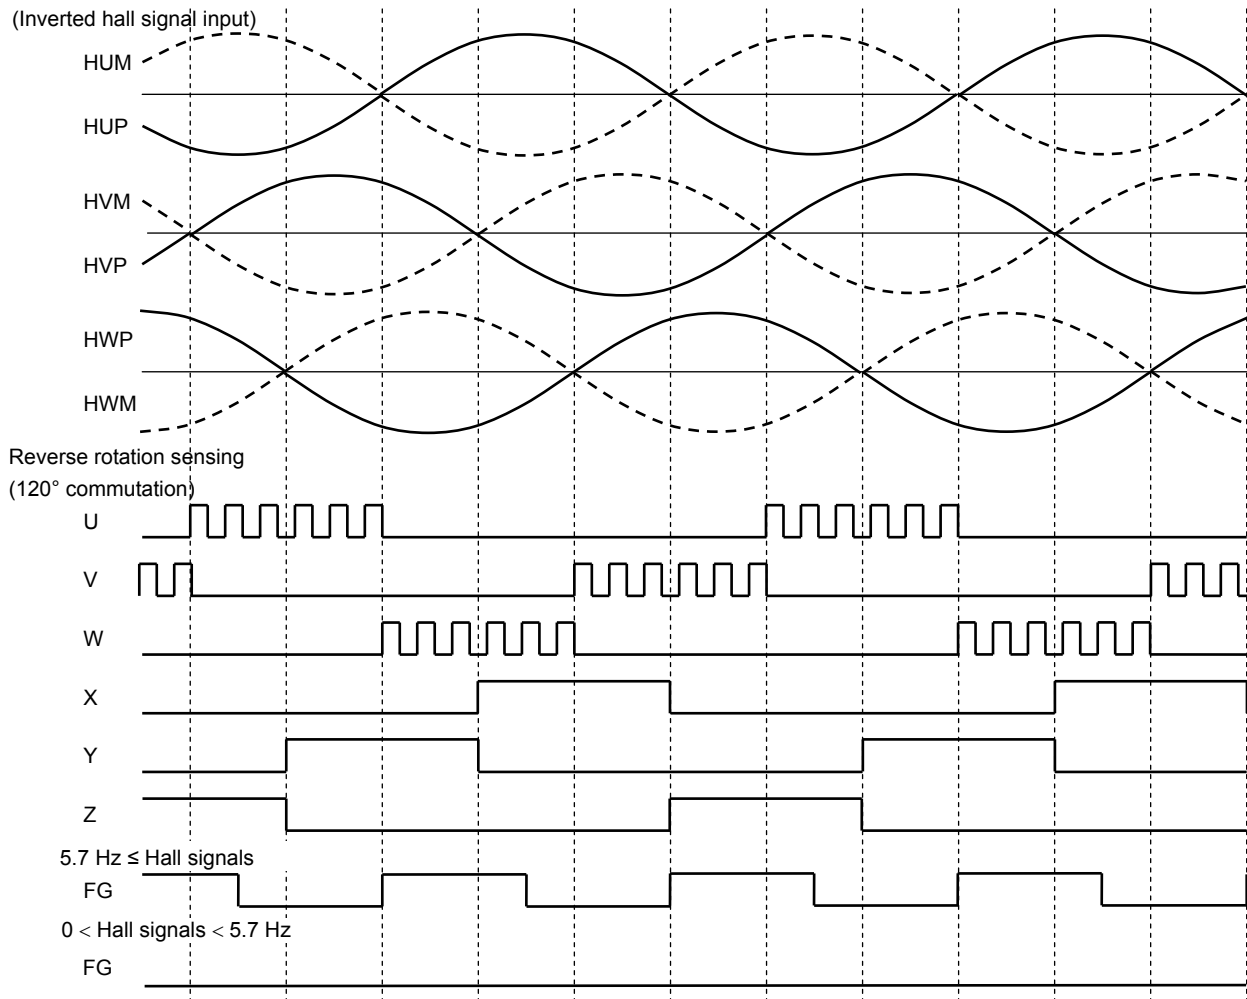 (Inverted hall signal input)
HUM
HUP
HVM
HVP
HWP
HWM
Reverse rotation sensing
(120° commutation)
U
V
W
X
Y
Z
5.7 Hz ≤ Hall signals
FG
0 < Hall signals < 5.7 Hz
FG